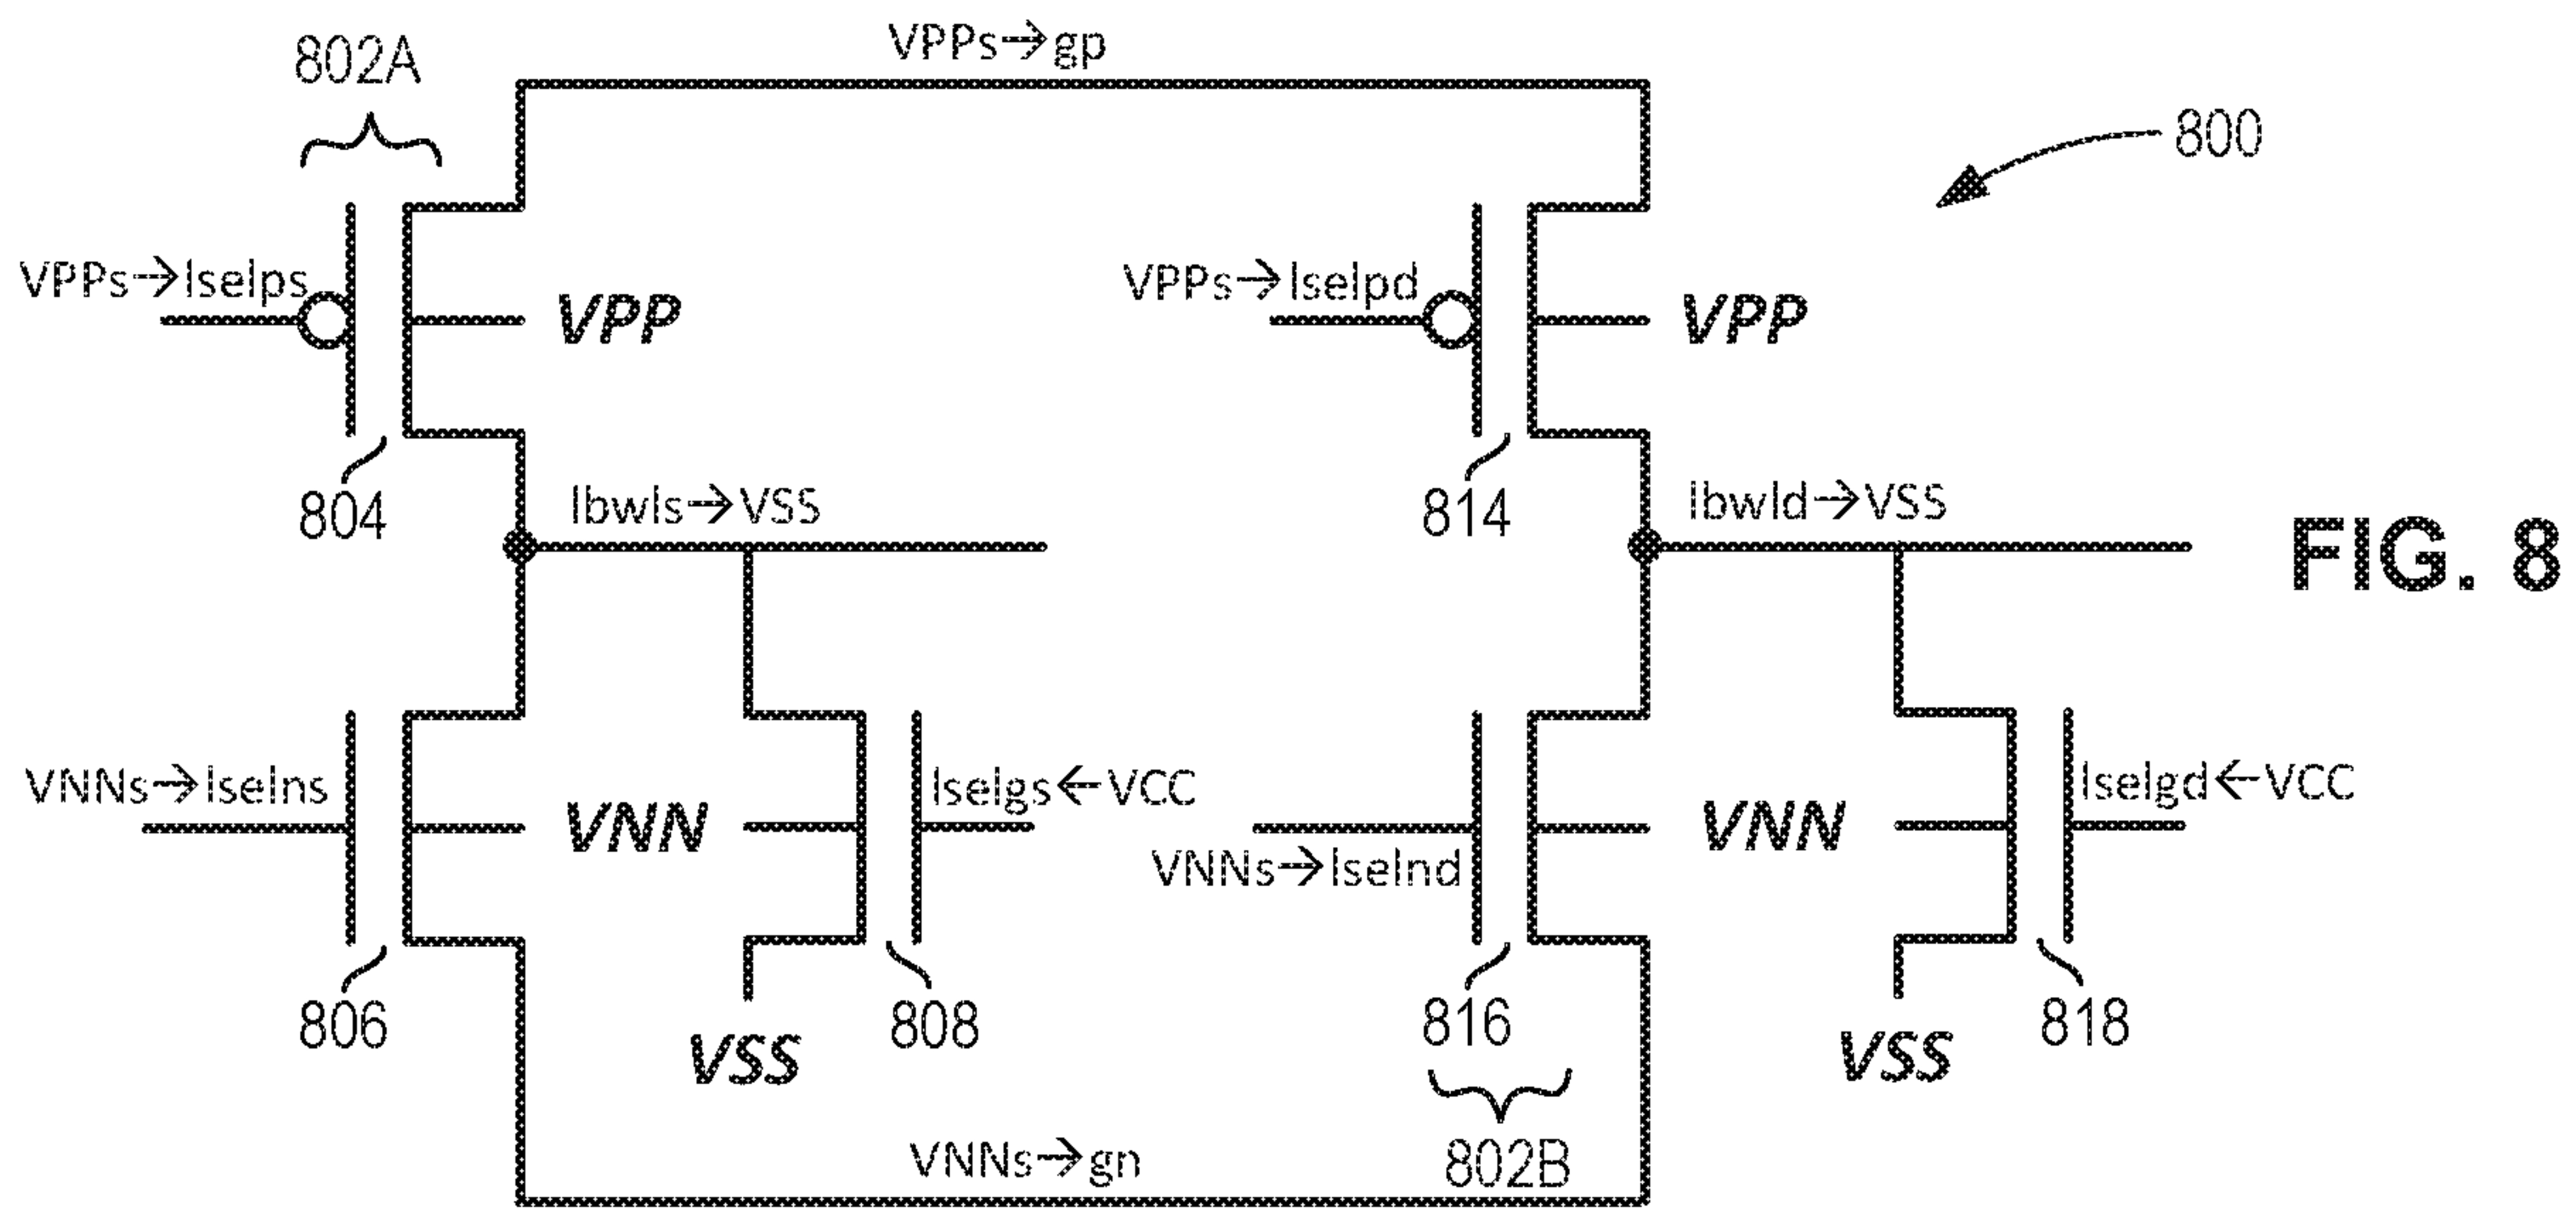 VPPs→gp
802A
800
VPPs→lselps
VPP
VPPs→lselpd
VPP
804
lbwls→VSS
814
lbwld→VSS
FIG. 8
VNNs→lselns
VNN
lselgs←VCC
VNNs→lselnd
VNN
lselgd←VCC
806
808
VSS
816
818
VSS
802B
VNNs→gn